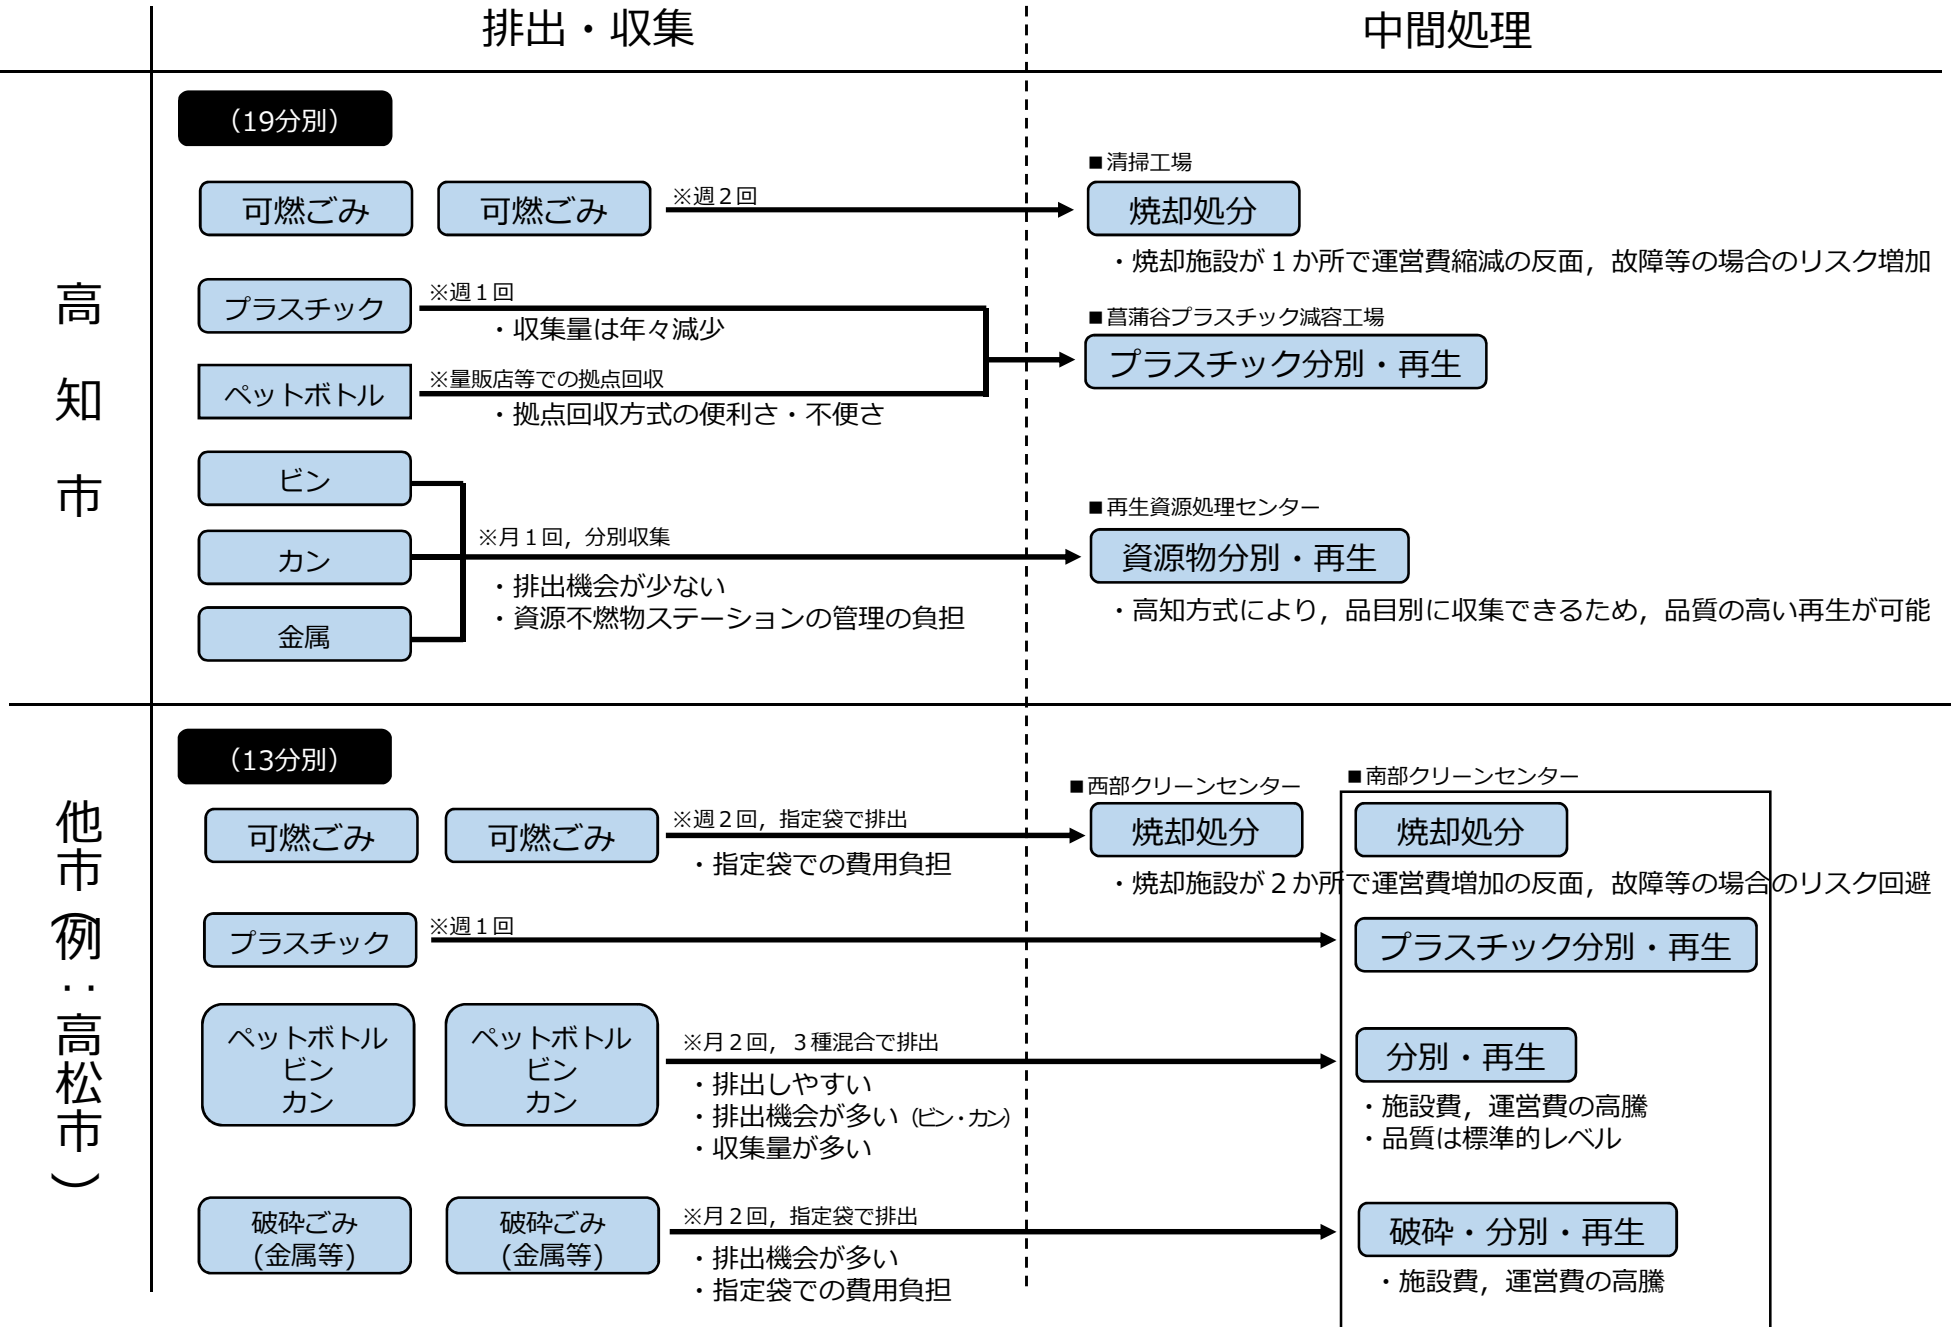 排出・収集
中間処理
高知市
（19分別）
可燃ごみ
可燃ごみ
※週２回
■清掃工場
焼却処分
・焼却施設が１か所で運営費縮減の反面，故障等の場合のリスク増加
プラスチック
※週１回
・収集量は年々減少
ペットボトル
※量販店等での拠点回収
・拠点回収方式の便利さ・不便さ
■菖蒲谷プラスチック減容工場
プラスチック分別・再生
ビン
カン
金属
※月１回，分別収集
・排出機会が少ない
・資源不燃物ステーションの管理の負担
■再生資源処理センター
資源物分別・再生
・高知方式により，品目別に収集できるため，品質の高い再生が可能
他市（例：高松市）
（13分別）
可燃ごみ
可燃ごみ
※週２回，指定袋で排出
・指定袋での費用負担
■西部クリーンセンター
焼却処分
■南部クリーンセンター
焼却処分
・焼却施設が２か所で運営費増加の反面，故障等の場合のリスク回避
プラスチック
※週１回
プラスチック分別・再生
ペットボトル
ビン
カン
ペットボトル
ビン
カン
※月２回，３種混合で排出
・排出しやすい
・排出機会が多い（ビン・カン）
・収集量が多い
分別・再生
・施設費，運営費の高騰
・品質は標準的レベル
破砕ごみ
(金属等)
破砕ごみ
(金属等)
※月２回，指定袋で排出
・排出機会が多い
・指定袋での費用負担
破砕・分別・再生
・施設費，運営費の高騰